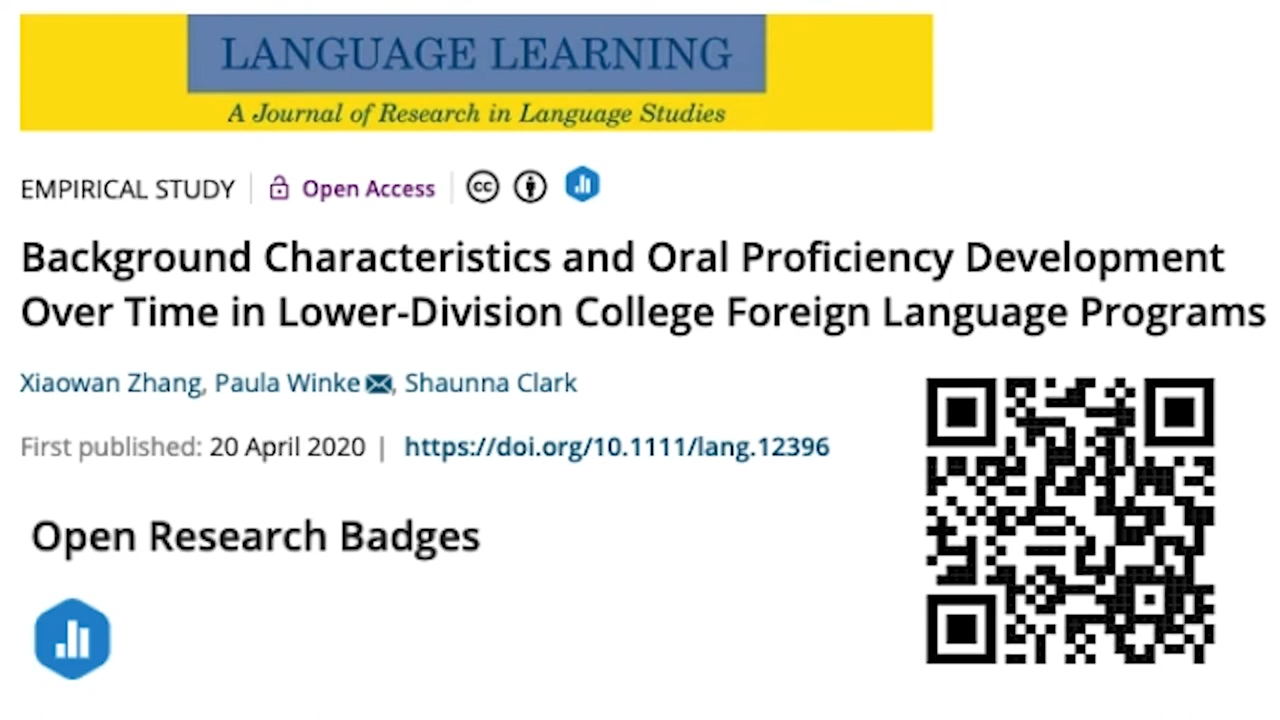 LANGUAGE LEARNING
A Journal of Research in Language Studies
EMPIRICAL STUDY | Open Access | cc
Background Characteristics and Oral Proficiency Development
Over Time in Lower-Division College Foreign Language Programs
Xiaowan Zhang, Paula Winke, Shaunna Clark
First published: 20 April 2020 | https://doi.org/10.1111/lang.12396
Open Research Badges